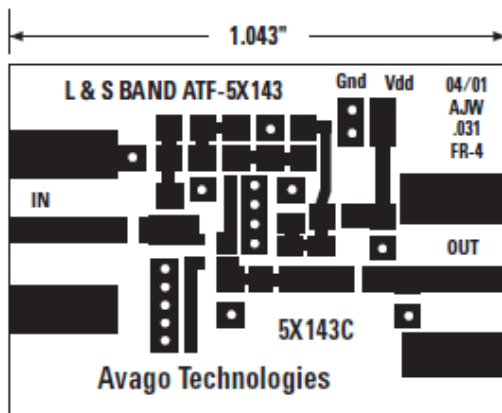 1.043"
L & S BAND ATF-5X143
Gnd Vdd
04/01
AJW
.031
FR-4
IN
OUT
5X143C
Avago Technologies